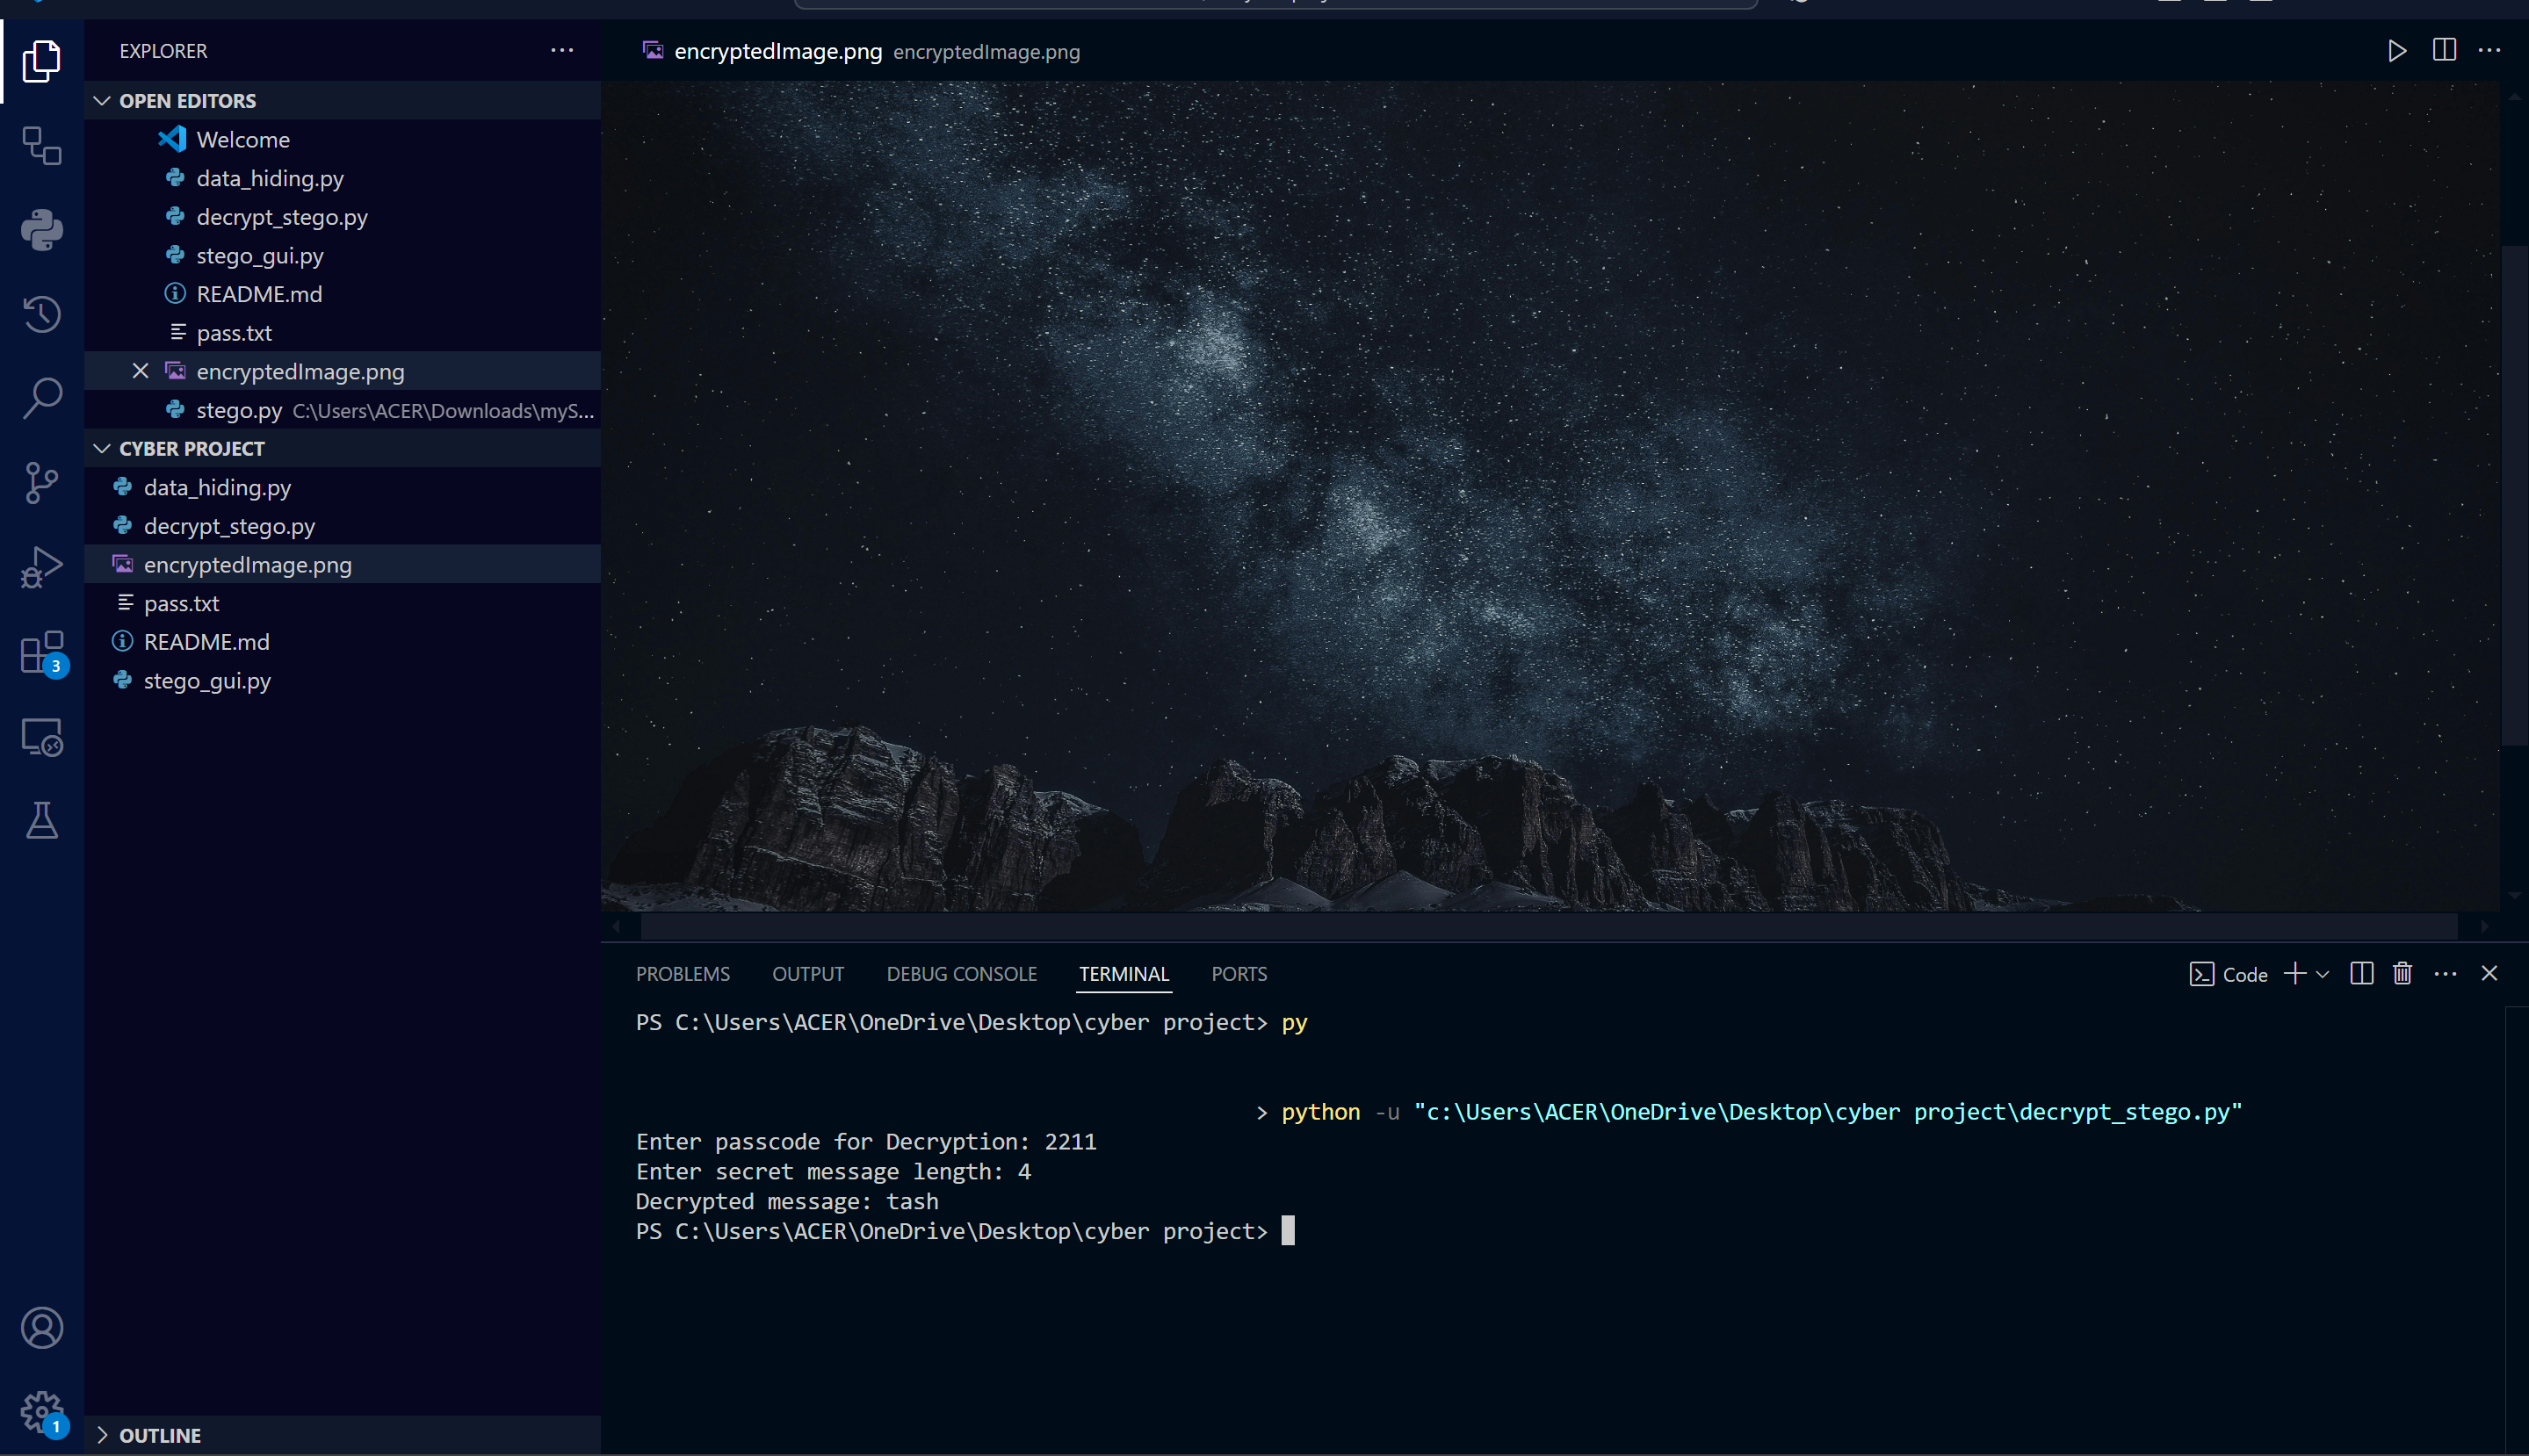 EXPLORER
OPEN EDITORS
Welcome
data_hiding.py
decrypt_stego.py
stego_gui.py
README.md
pass.txt
encryptedImage.png
stego.py C:\Users\ACER\Downloads\myS...
CYBER PROJECT
data_hiding.py
decrypt_stego.py
encryptedImage.png
pass.txt
README.md
stego_gui.py
3
1
OUTLINE
encryptedImage.png encryptedImage.png
PROBLEMS OUTPUT DEBUG CONSOLE TERMINAL PORTS
Code
PS C:\Users\ACER\OneDrive\Desktop\cyber project> py
> python -u "c:\Users\ACER\OneDrive\Desktop\cyber project\decrypt_stego.py"
Enter passcode for Decryption: 2211
Enter secret message length: 4
Decrypted message: tash
PS C:\Users\ACER\OneDrive\Desktop\cyber project>